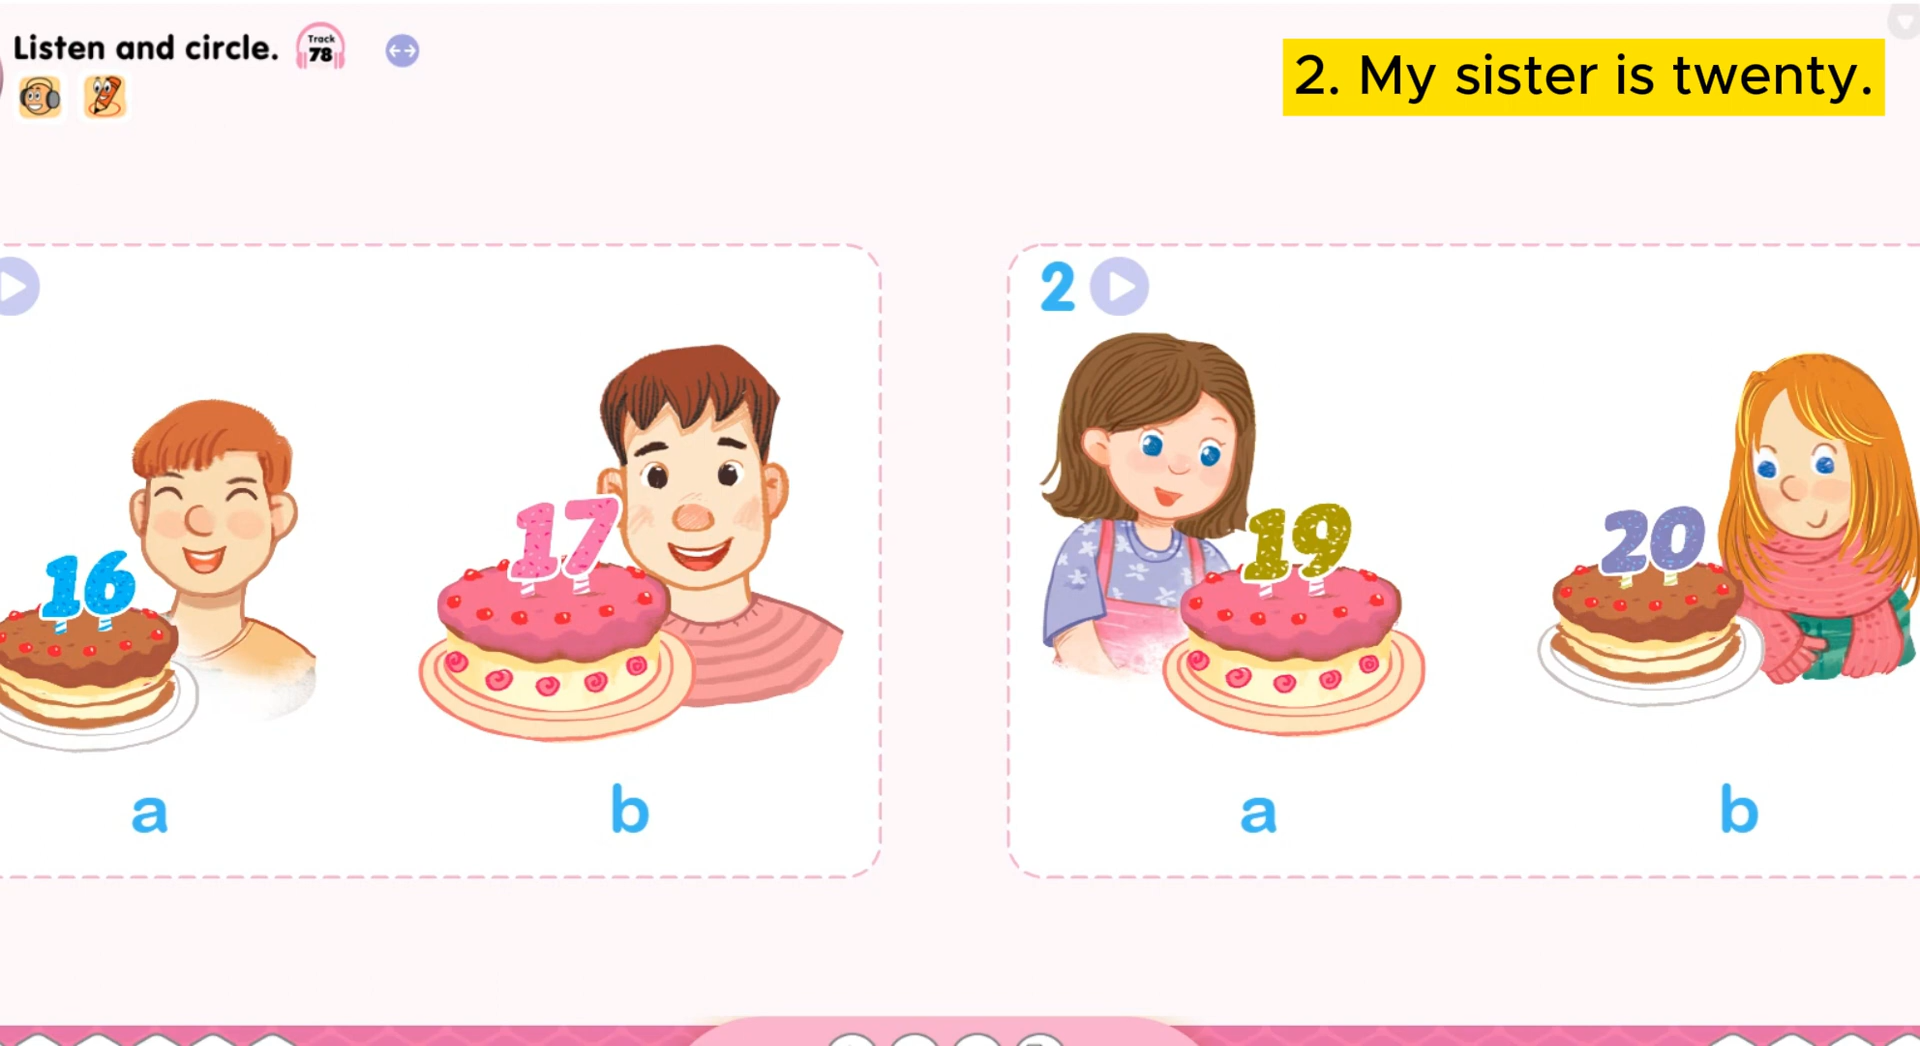 Listen and circle.
Track
78
2. My sister is twenty.
16
17
a
b
2
19
20
a
b